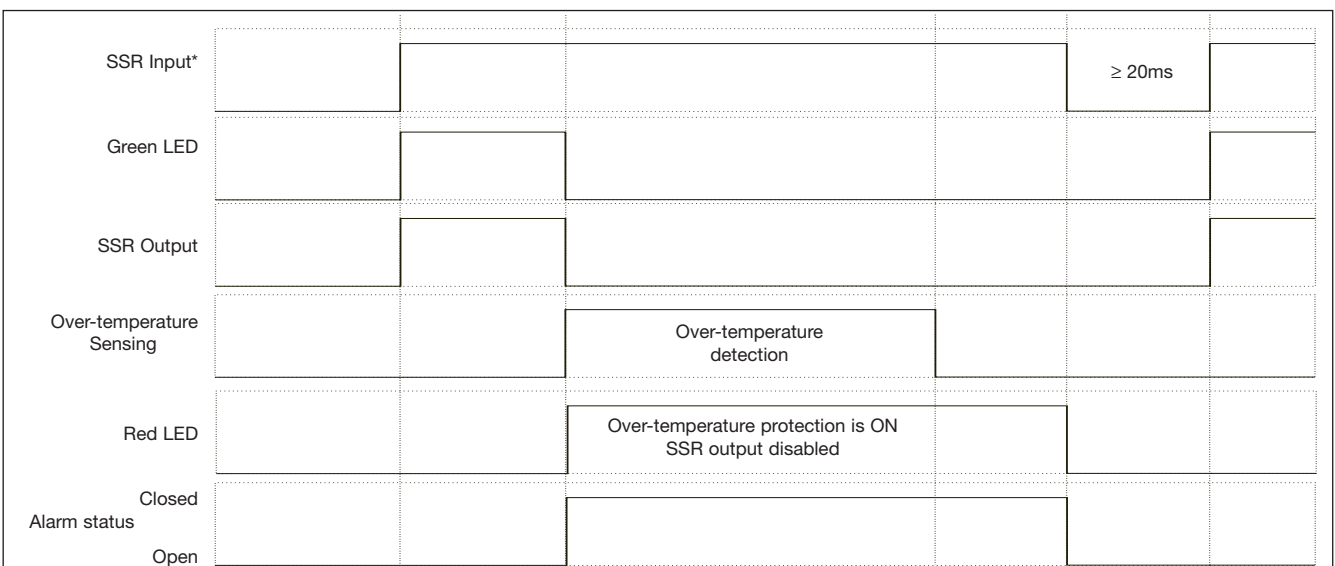 SSR Input*
≥ 20ms
Green LED
SSR Output
Over-temperature
Sensing
Over-temperature
detection
Red LED
Over-temperature protection is ON
SSR output disabled
Closed
Alarm status
Open